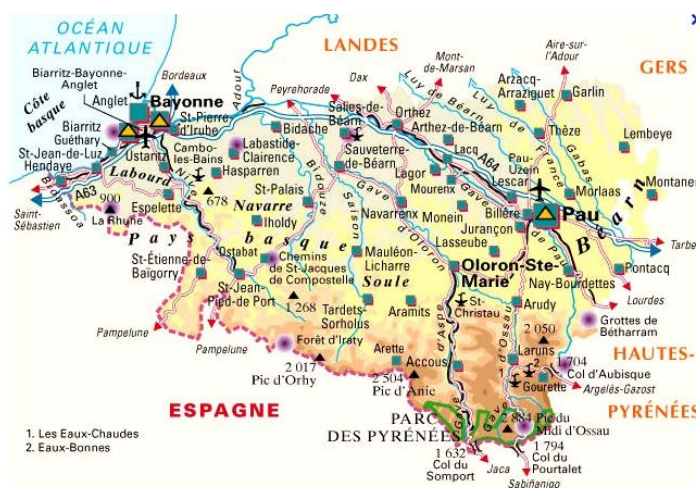 OCÉAN
ATLANTIQUE
LANDES
GERS
Biarritz-Bayonne-
Anglet
Bordeaux
Adour
Peyrehorade
Dax
Mont-
de-Marsan
Aire-sur-
l'Adour
Côte
basque
Anglet
Bayonne
Biarritz
Guéthary
St-Jean-de-Luz
Hendaye
St-Pierre-
d'Irube
Ustaritz
Cambo-
les-Bains
Bidache
Labastide-
Clairence
Hasparren
Salies-de-
Béarn
Orthez
Sauveterre-
de-Béarn
Arthez-de-Béarn
Lacq
A64
Arzacq-
Arraziguet
Garlin
Thèze
Lembeye
Luy de Béarn
Luy de France
Gabas
Pau-
Uzein
Lescar
Morlaas
Montaner
Lagor
Mourenx
Gave
Billère
Pau
Béarn
Jurançon
Monein
Navarrenx
Lasseube
Gave
d'Oloron
de Pau
Tarbes
A63
Bidassoa
Saint-
Sébastien
Labourd
Nive
Espelette
900
La Rhune
678
Navarre
Iholdy
St-Palais
Bidouze
Saison
Pays
basque
Ostabat
Chemins
de St-Jacques
de Compostelle
Mauléon-
Licharre
Soule
Oloron-Ste-
Marie
St-Étienne-de-
Baïgorry
St-Jean-
Pied-de-Port
1 268
Tardets-
Sorholus
Aramits
St-
Christau
Arudy
Nay-Bourdettes
Pontacq
Lourdes
Grottes de
Bétharram
Pampelune
Pampelune
Forêt d'Iraty
2 017
Pic d'Orhy
Arette
Accous
d'Aspe
d'Ossau
2 050
Laruns
1
2
Gourette
1 704
Col d'Aubisque
Argelès-Gazost
HAUTES-
PYRÉNÉES
2 504
Pic d'Anie
ESPAGNE
PARC
DES PYRÉNÉES
Gave
Gave
2 884
Pic du
Midi d'Ossau
1 632
Col du
Somport
Jaca
1 794
Col du
Pourtalet
Sabiñanigo
1. Les Eaux-Chaudes
2. Eaux-Bonnes